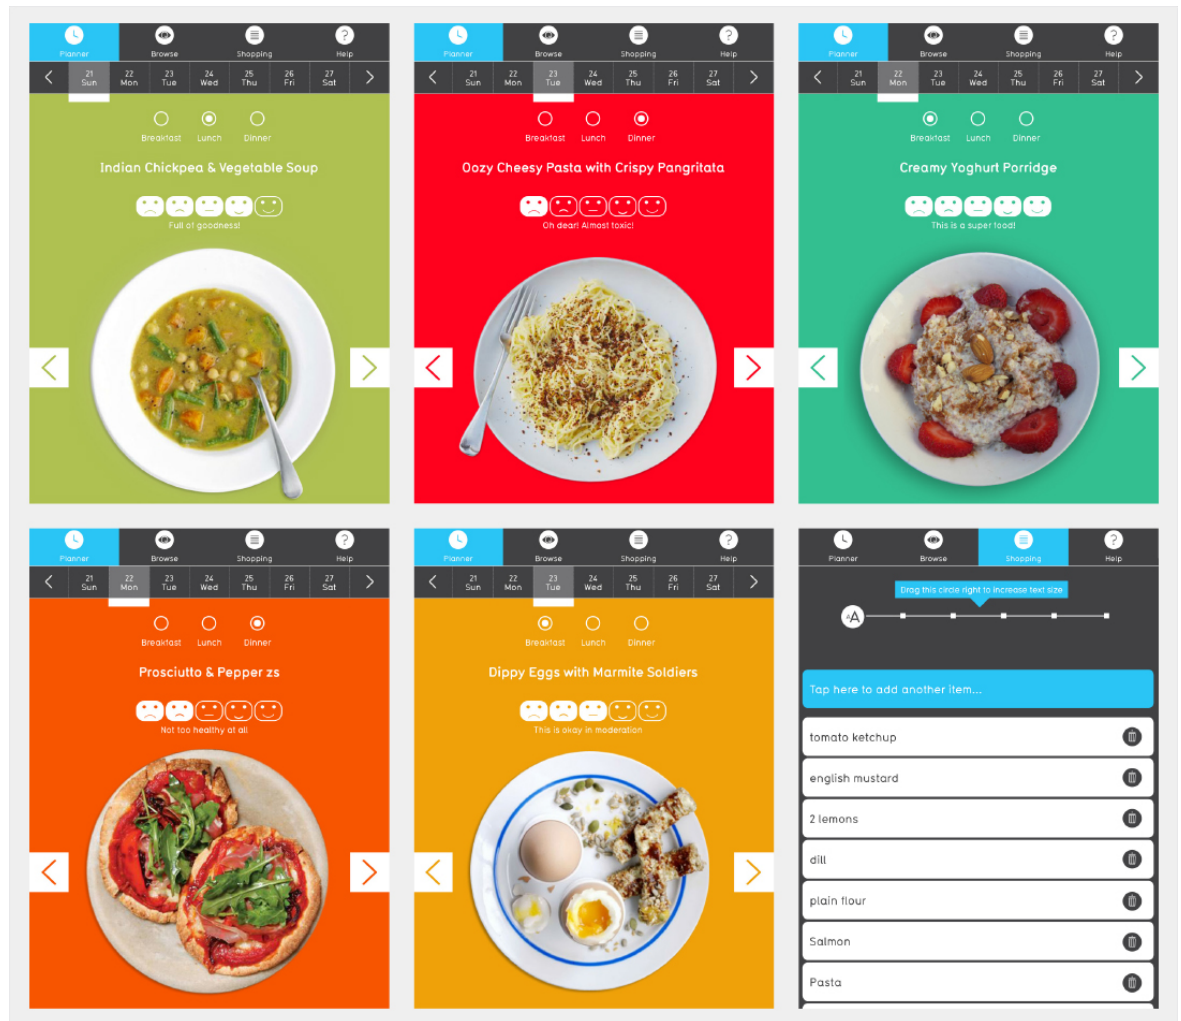 Planner Browse Shopping Help
21 22 23 24 25 26 27
Sun Mon Tue Wed Thu Fri Sat
Breakfast Lunch Dinner
Indian Chickpea & Vegetable Soup
Full of goodness!
Planner Browse Shopping Help
21 22 23 24 25 26 27
Sun Mon Tue Wed Thu Fri Sat
Breakfast Lunch Dinner
Oozy Cheesy Pasta with Crispy Pangritata
Oh dear! Almost toxic!
Planner Browse Shopping Help
21 22 23 24 25 26 27
Sun Mon Tue Wed Thu Fri Sat
Breakfast Lunch Dinner
Creamy Yoghurt Porridge
This is a super food!
Planner Browse Shopping Help
21 22 23 24 25 26 27
Sun Mon Tue Wed Thu Fri Sat
Breakfast Lunch Dinner
Prosciutto & Pepper zs
Not too healthy at all
Planner Browse Shopping Help
21 22 23 24 25 26 27
Sun Mon Tue Wed Thu Fri Sat
Breakfast Lunch Dinner
Dippy Eggs with Marmite Soldiers
This is okay in moderation
Planner Browse Shopping Help
Drag this circle right to increase text size
AA
Tap here to add another item...
tomato ketchup
english mustard
2 lemons
dill
plain flour
Salmon
Pasta